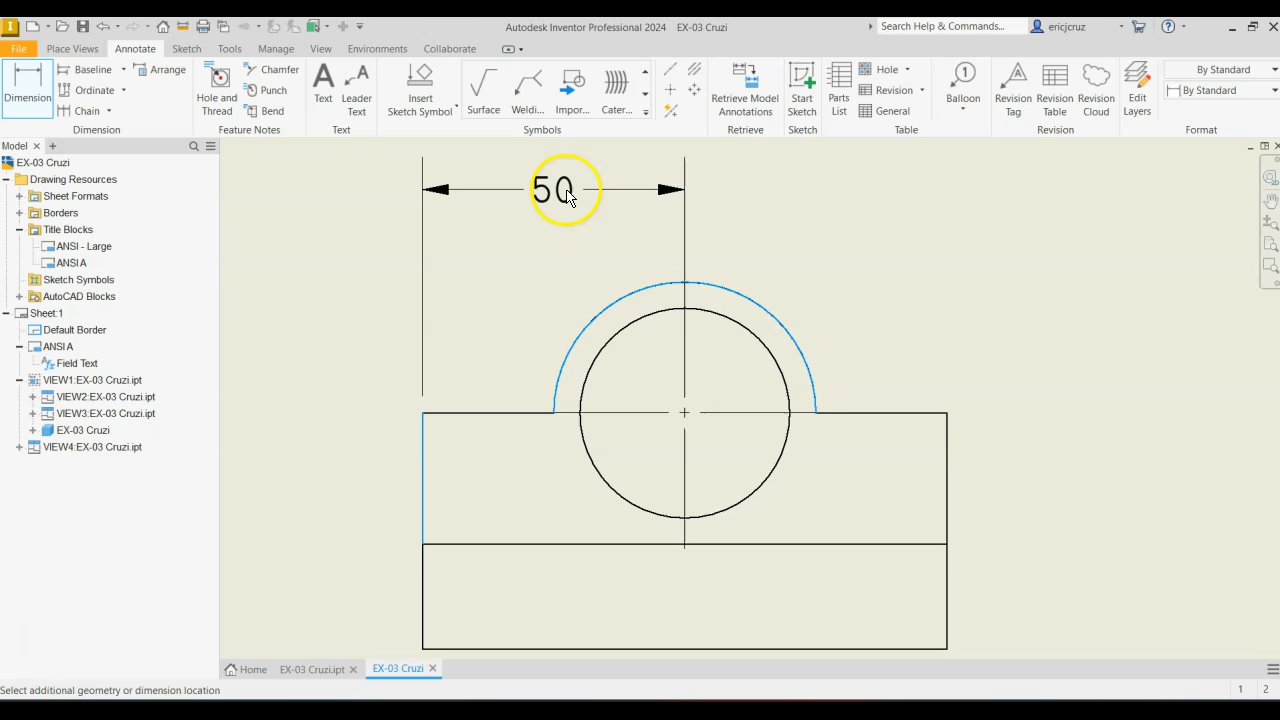 Autodesk Inventor Professional 2024 EX-03 Cruzi
Search Help & Commands...
ericjcruz
File Place Views Annotate Sketch Tools Manage View Environments Collaborate
Dimension
Baseline
Ordinate
Chain
Arrange
Dimension
Hole and Thread
Chamfer
Punch
Bend
Feature Notes
Text
Leader Text
Text
Insert Sketch Symbol
Surface
Weldi...
Impor...
Cater...
Symbols
Retrieve Model Annotations
Retrieve
Start Sketch
Sketch
Parts List
Hole
Revision
General
Table
Balloon
Revision Tag
Revision Table
Revision Cloud
Revision
Edit Layers
By Standard
By Standard
Format
Model
EX-03 Cruzi
Drawing Resources
Sheet Formats
Borders
Title Blocks
ANSI - Large
ANSI A
Sketch Symbols
AutoCAD Blocks
Sheet:1
Default Border
ANSI A
Field Text
VIEW1:EX-03 Cruzi.ipt
VIEW2:EX-03 Cruzi.ipt
VIEW3:EX-03 Cruzi.ipt
EX-03 Cruzi
VIEW4:EX-03 Cruzi.ipt
50
Home EX-03 Cruzi.ipt EX-03 Cruzi
Select additional geometry or dimension location
1 2